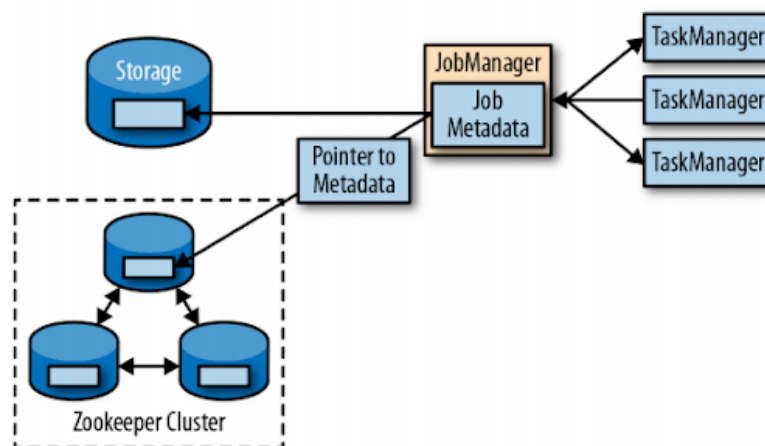 Storage
JobManager
Job
Metadata
TaskManager
TaskManager
TaskManager
Pointer to
Metadata
Zookeeper Cluster